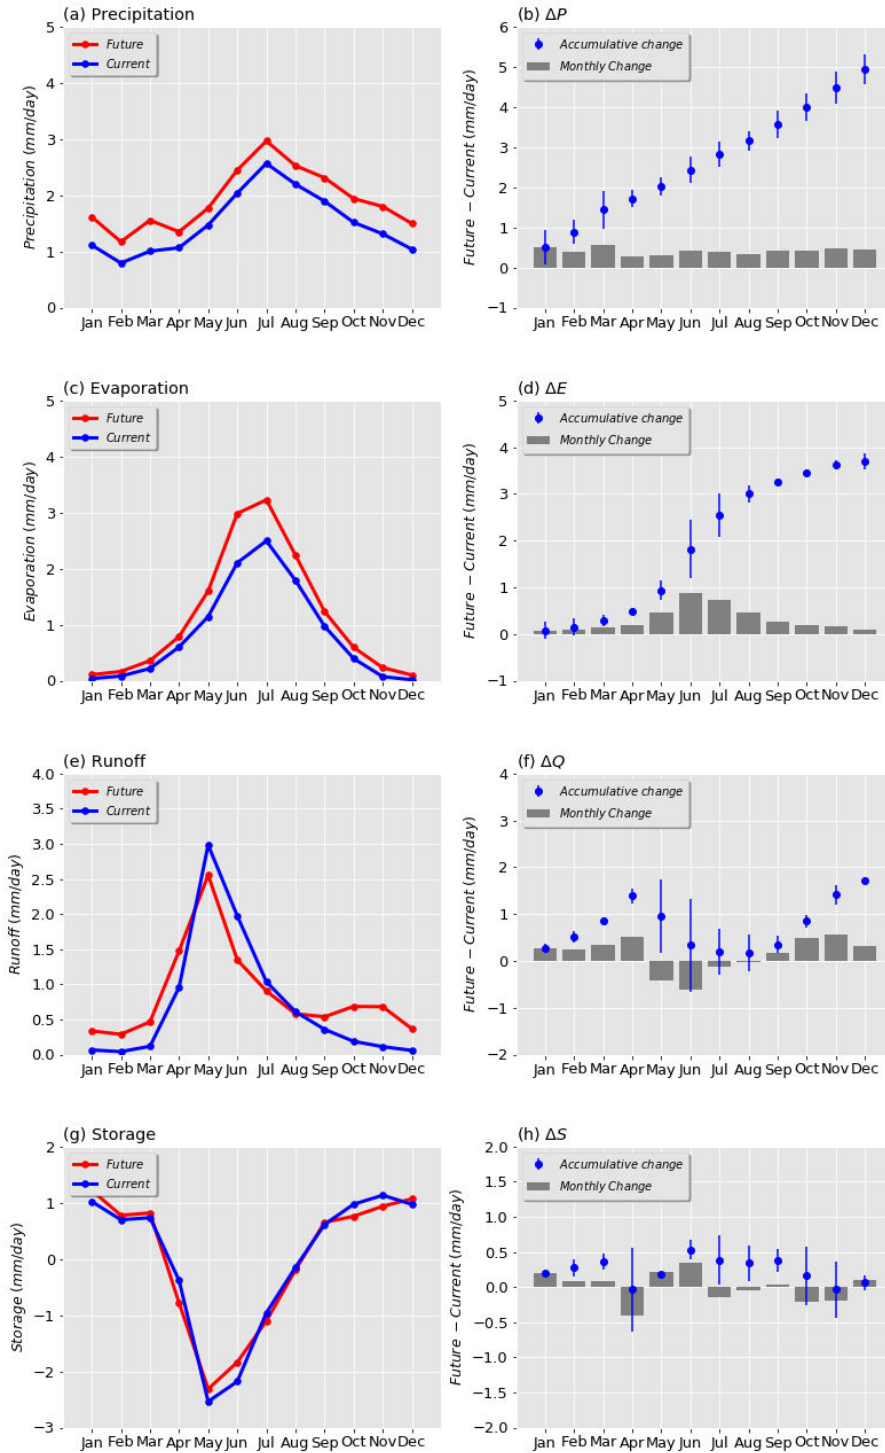 (a) Precipitation
Precipitation (mm/day)
5
4
3
2
1
0
Future
Current
Jan Feb Mar Apr May Jun Jul Aug Sep Oct Nov Dec
(b) ΔP
Future − Current (mm/day)
6
5
4
3
2
1
0
−1
Accumulative change
Monthly Change
Jan Feb Mar Apr May Jun Jul Aug Sep Oct Nov Dec
(c) Evaporation
Evaporation (mm/day)
5
4
3
2
1
0
Future
Current
Jan Feb Mar Apr May Jun Jul Aug Sep Oct Nov Dec
(d) ΔE
Future − Current (mm/day)
5
4
3
2
1
0
−1
Accumulative change
Monthly Change
Jan Feb Mar Apr May Jun Jul Aug Sep Oct Nov Dec
(e) Runoff
Runoff (mm/day)
4.0
3.5
3.0
2.5
2.0
1.5
1.0
0.5
0.0
Future
Current
Jan Feb Mar Apr May Jun Jul Aug Sep Oct Nov Dec
(f) ΔQ
Future − Current (mm/day)
4
3
2
1
0
−1
−2
Accumulative change
Monthly Change
Jan Feb Mar Apr May Jun Jul Aug Sep Oct Nov Dec
(g) Storage
Storage (mm/day)
2
1
0
−1
−2
−3
Future
Current
Jan Feb Mar Apr May Jun Jul Aug Sep Oct Nov Dec
(h) ΔS
Future − Current (mm/day)
2.0
1.5
1.0
0.5
0.0
−0.5
−1.0
−1.5
−2.0
Accumulative change
Monthly Change
Jan Feb Mar Apr May Jun Jul Aug Sep Oct Nov Dec